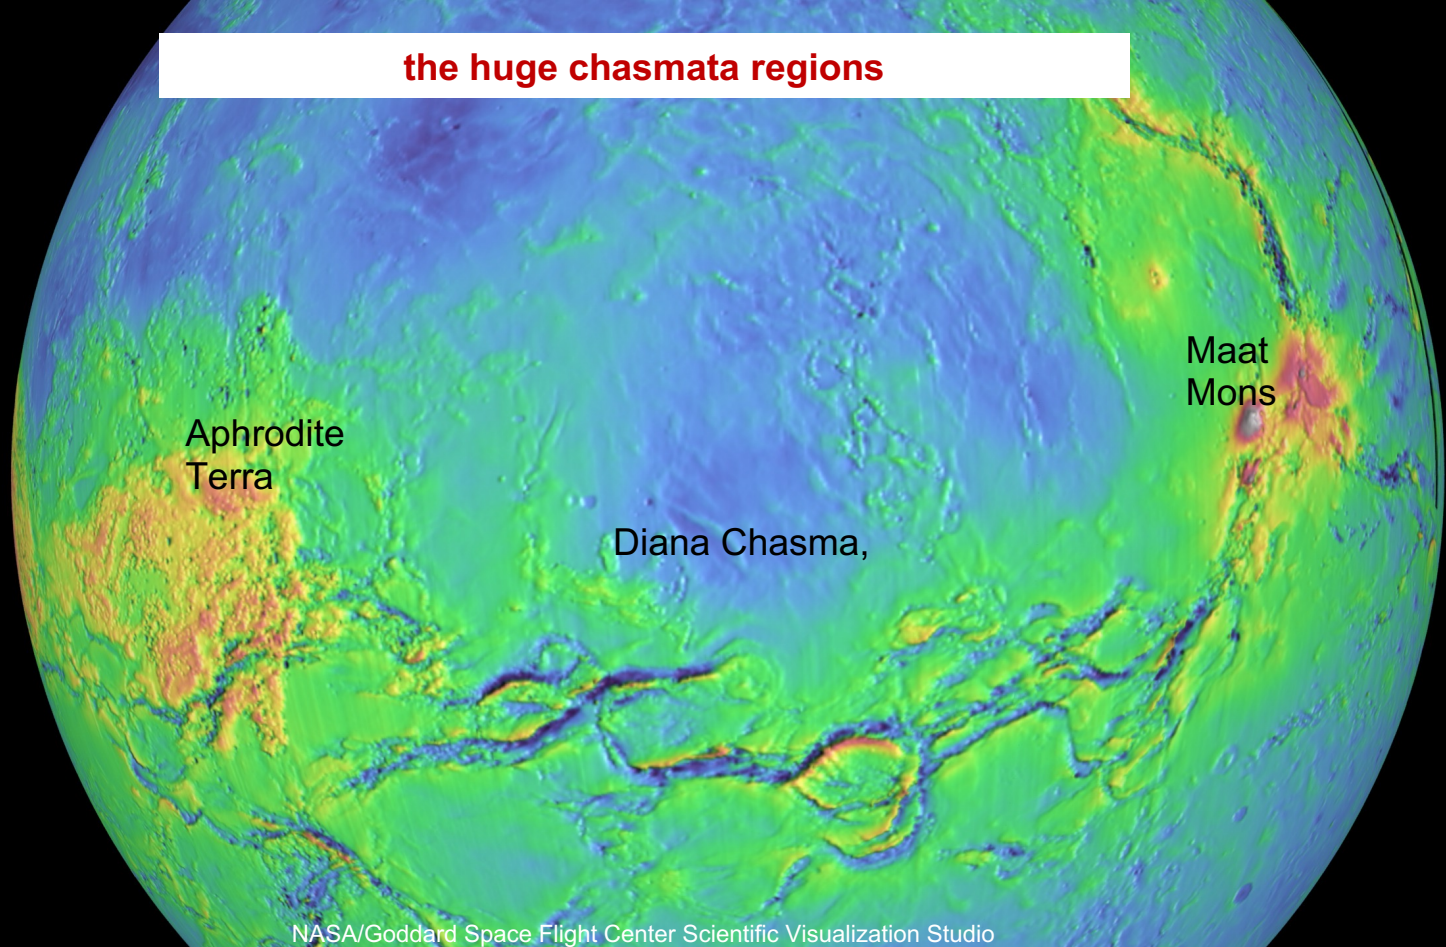 the huge chasmata regions
Maat
Mons
Aphrodite
Terra
Diana Chasma,
NASA/Goddard Space Flight Center Scientific Visualization Studio